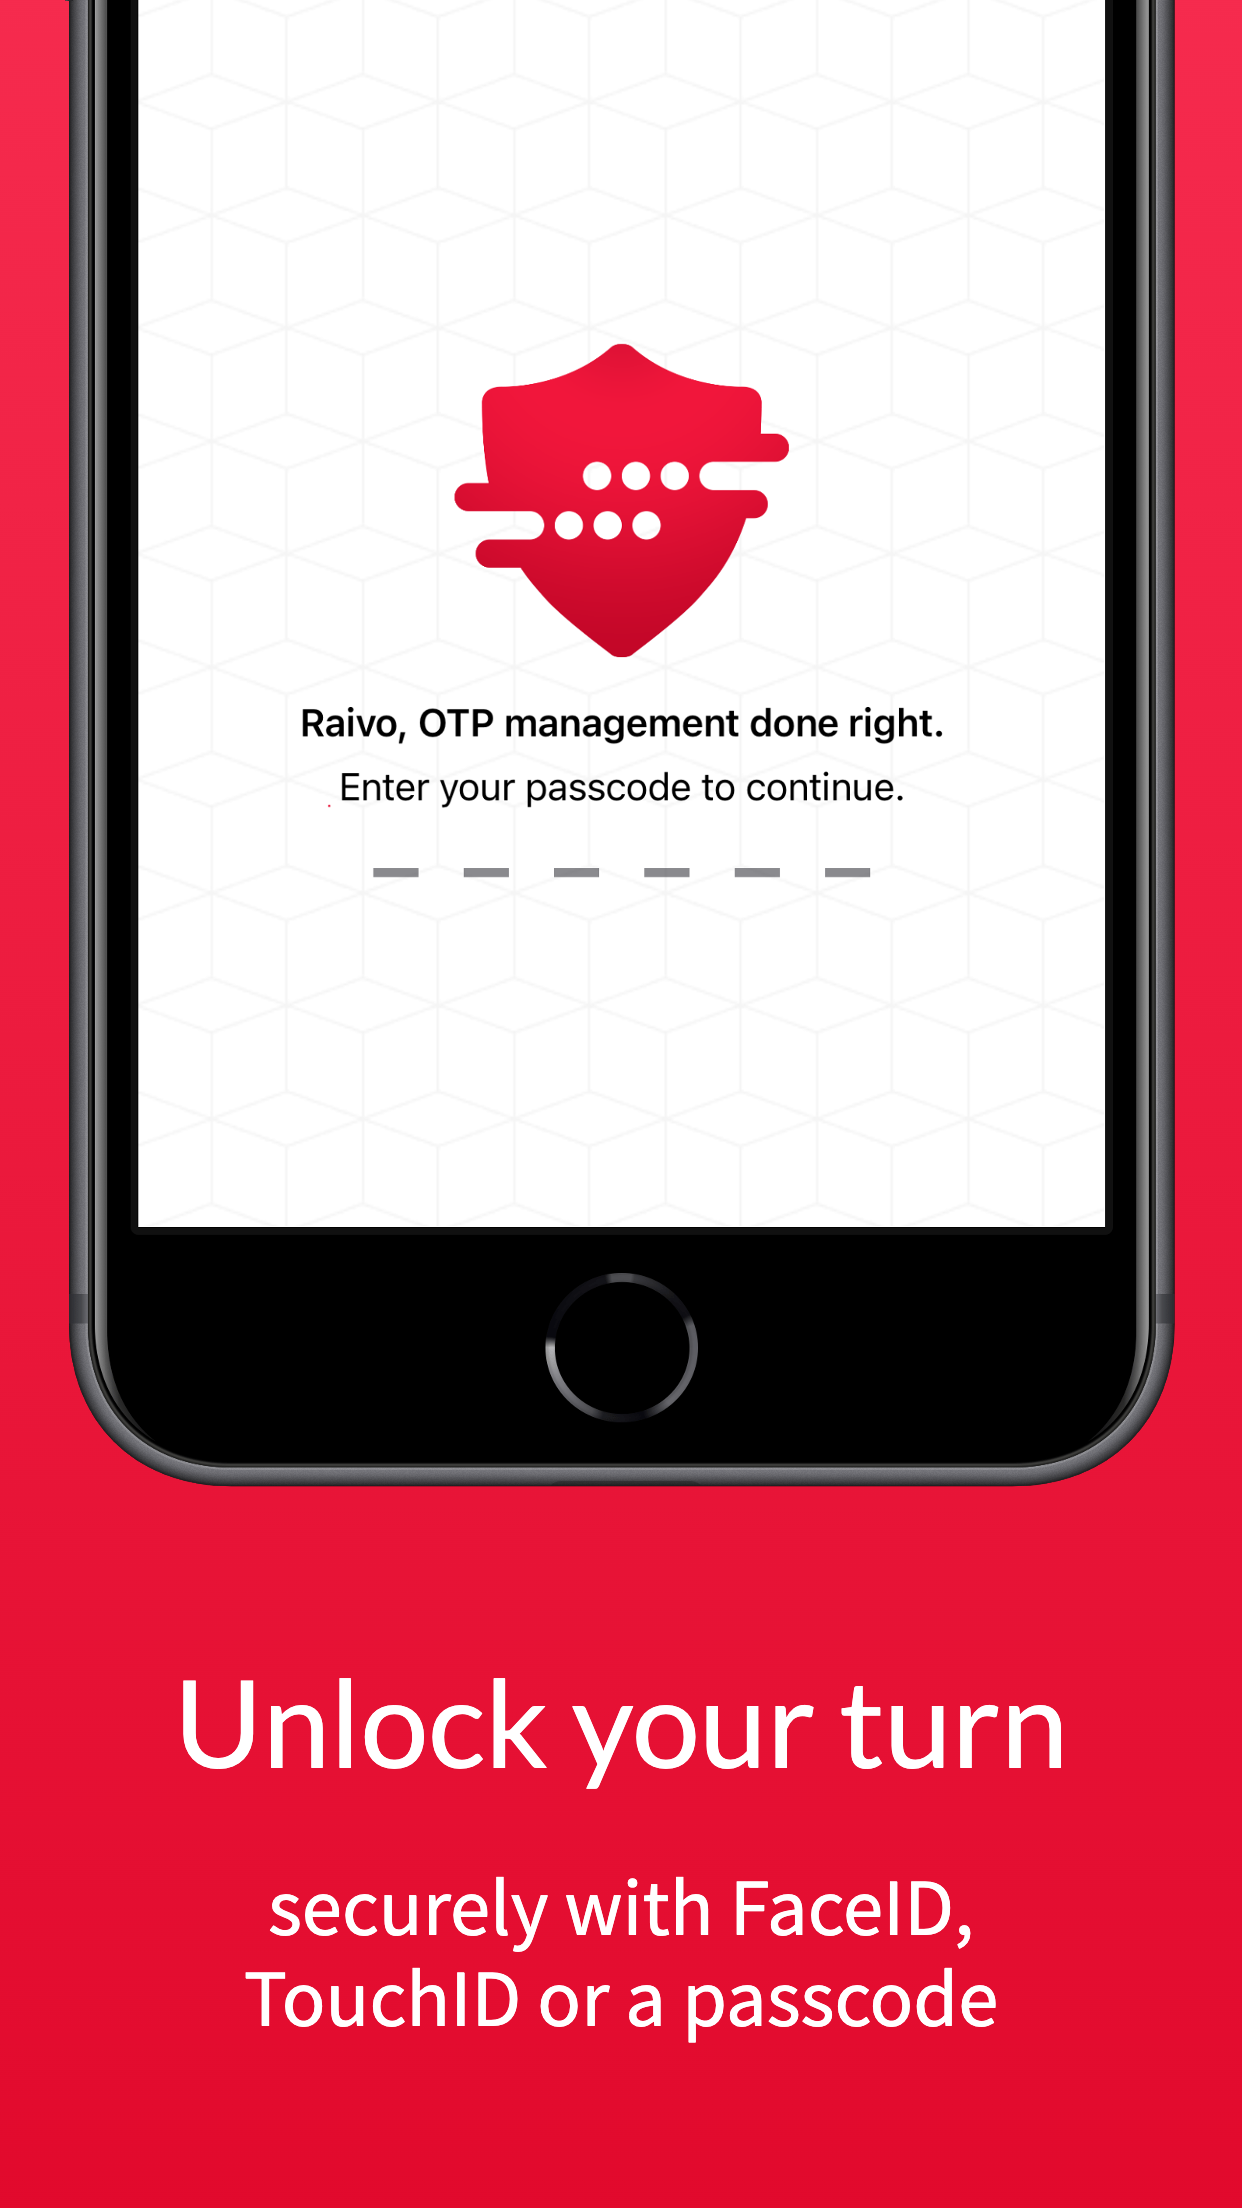 Raivo, OTP management done right.
Enter your passcode to continue.
Unlock your turn
securely with FaceID,
TouchID or a passcode